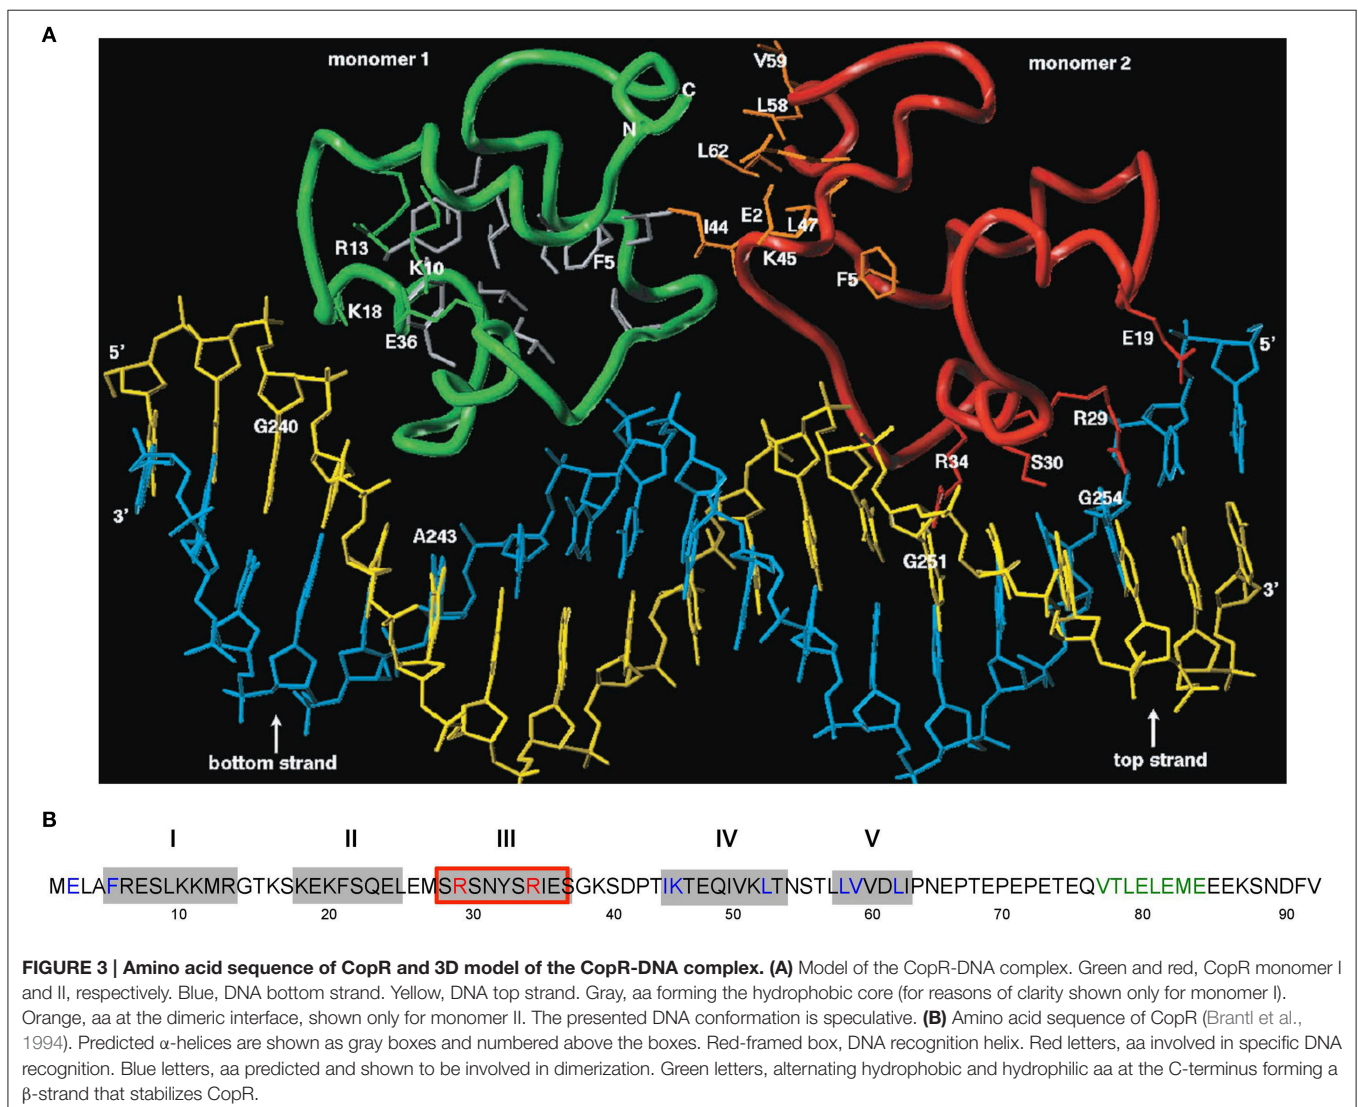 A
monomer 1
monomer 2
V59
C
L58
N
L62
E2
I44
L47
R13
K45
F5
K10
F5
K18
E36
E19
5'
5'
G240
R29
R34
S30
3'
G254
A243
G251
3'
bottom strand
top strand
B
I II III IV V
MELAFRESLKKMRGTKSKEKFSQELEMSRSNYSRIESGKSDPTIKTEQIVKLTNSTLLVVDLIPNEPTEPEPETEQVTLELEMEEEKSNDFV
10 20 30 40 50 60 70 80 90
FIGURE 3 | Amino acid sequence of CopR and 3D model of the CopR-DNA complex. (A) Model of the CopR-DNA complex. Green and red, CopR monomer I
and II, respectively. Blue, DNA bottom strand. Yellow, DNA top strand. Gray, aa forming the hydrophobic core (for reasons of clarity shown only for monomer I).
Orange, aa at the dimeric interface, shown only for monomer II. The presented DNA conformation is speculative. (B) Amino acid sequence of CopR (Brantl et al.,
1994). Predicted α-helices are shown as gray boxes and numbered above the boxes. Red-framed box, DNA recognition helix. Red letters, aa involved in specific DNA
recognition. Blue letters, aa predicted and shown to be involved in dimerization. Green letters, alternating hydrophobic and hydrophilic aa at the C-terminus forming a
β-strand that stabilizes CopR.